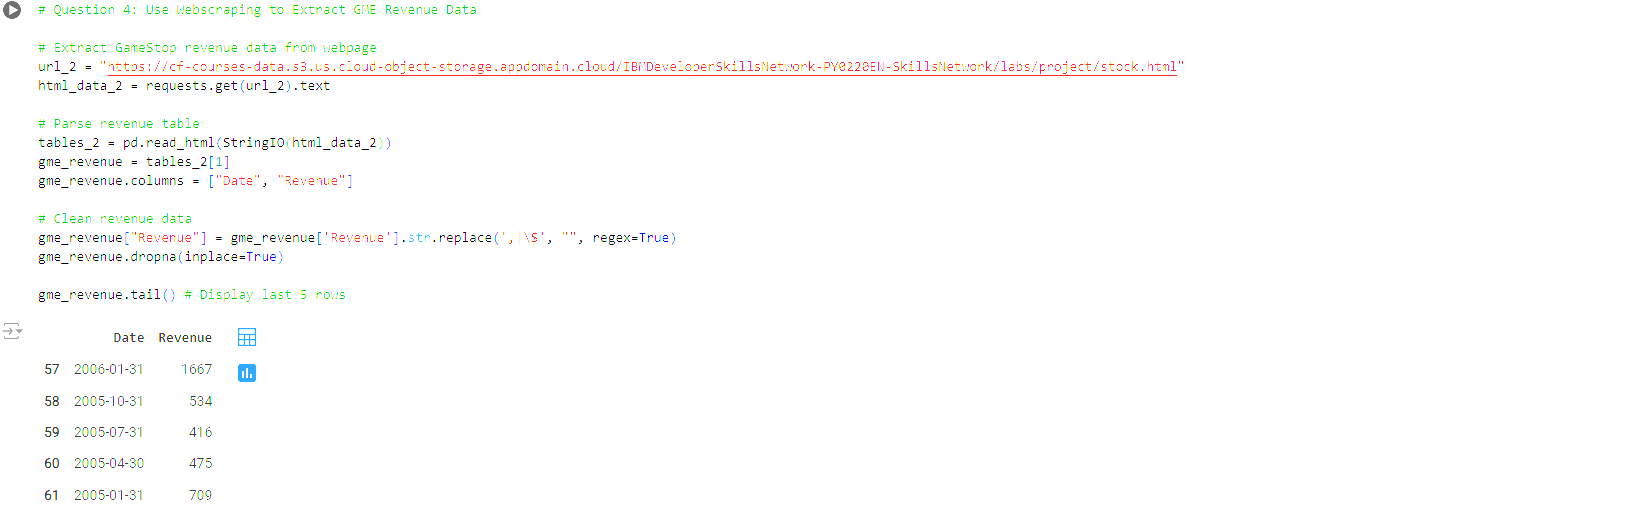 # Question 4: Use Webscraping to Extract GME Revenue Data
# Extract GameStop revenue data from webpage
url_2 = "https://cf-courses-data.s3.us.cloud-object-storage.appdomain.cloud/IBMDeveloperSkillsNetwork-PY0220EN-SkillsNetwork/labs/project/stock.html"
html_data_2 = requests.get(url_2).text
# Parse revenue table
tables_2 = pd.read_html(StringIO(html_data_2))
gme_revenue = tables_2[1]
gme_revenue.columns = ["Date", "Revenue"]
# Clean revenue data
gme_revenue["Revenue"] = gme_revenue['Revenue'].str.replace(',|\$', "", regex=True)
gme_revenue.dropna(inplace=True)
gme_revenue.tail() # Display last 5 rows
Date Revenue
57 2006-01-31 1667
58 2005-10-31 534
59 2005-07-31 416
60 2005-04-30 475
61 2005-01-31 709